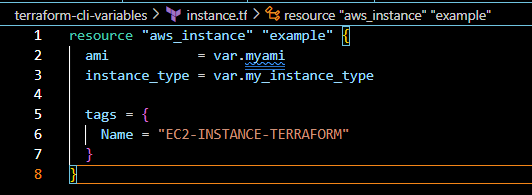 terraform-cli-variables > instance.tf > resource "aws_instance" "example"
1 resource "aws_instance" "example" {
2   ami           = var.myami
3   instance_type = var.my_instance_type
4
5   tags = {
6     Name = "EC2-INSTANCE-TERRAFORM"
7   }
8 }